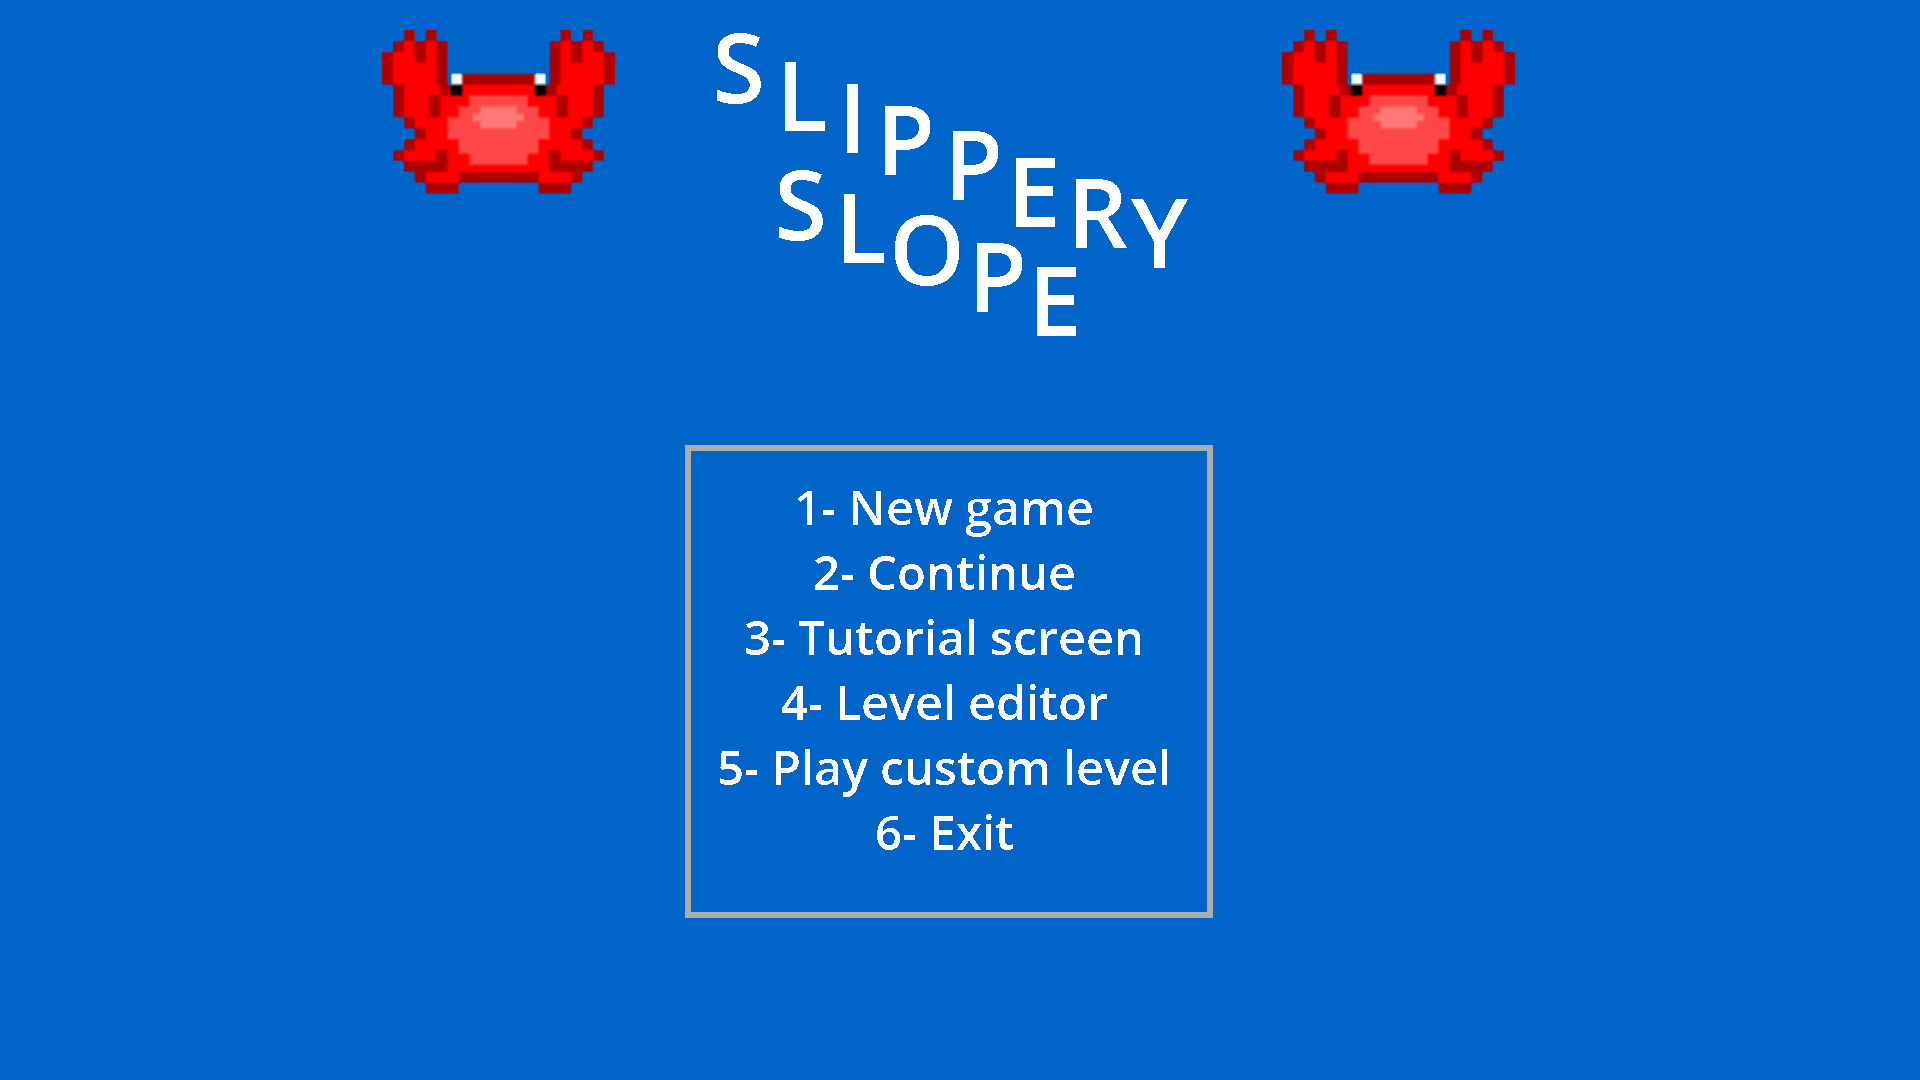 SLIPPERY
SLOPE
1- New game
2- Continue
3- Tutorial screen
4- Level editor
5- Play custom level
6- Exit